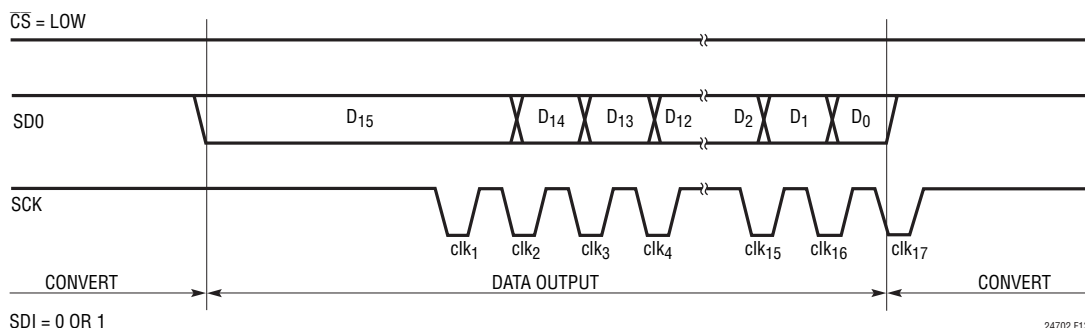 CS = LOW
SD0
D15
D14
D13
D12
D2
D1
D0
SCK
clk1
clk2
clk3
clk4
clk15
clk16
clk17
CONVERT
DATA OUTPUT
CONVERT
SDI = 0 OR 1